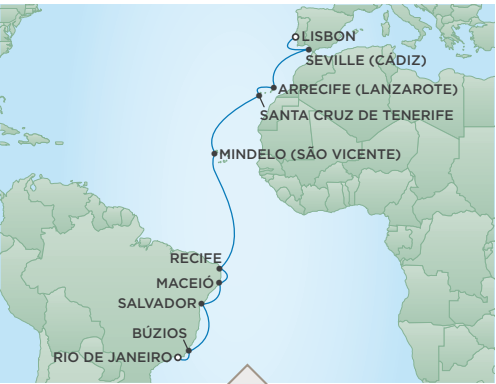 LISBON
SEVILLE (CÁDIZ)
ARRECIFE (LANZAROTE)
SANTA CRUZ DE TENERIFE
MINDELO (SÃO VICENTE)
RECIFE
MACEIÓ
SALVADOR
BÚZIOS
RIO DE JANEIRO